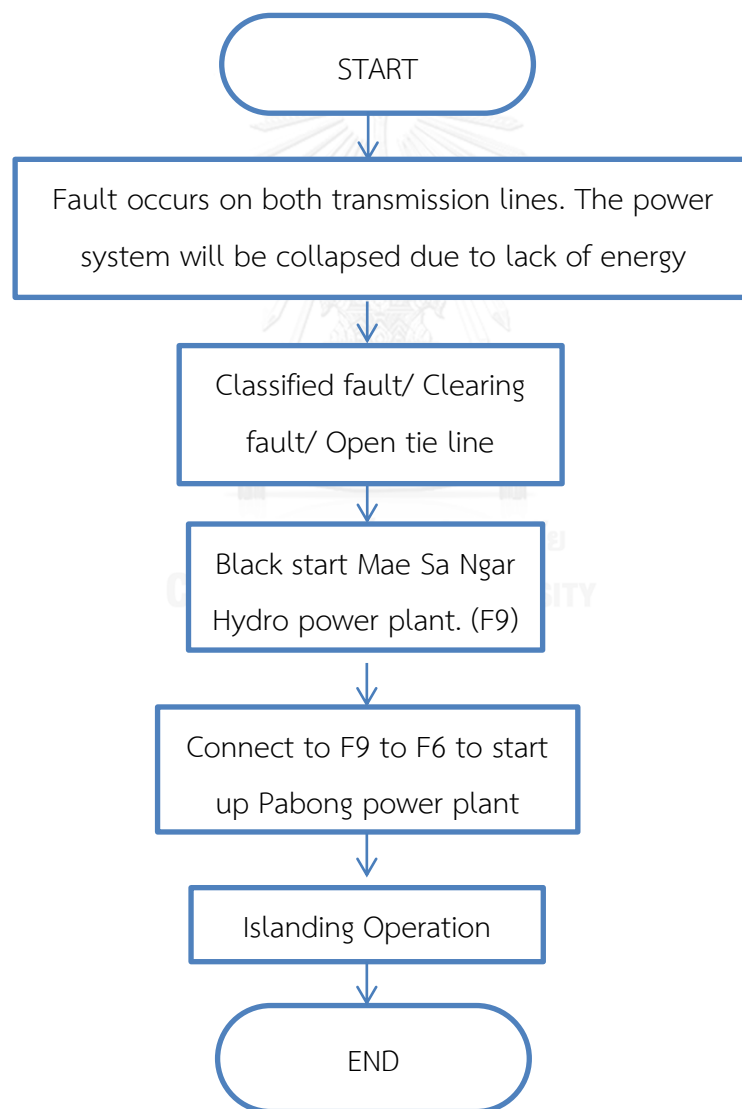 START
Fault occurs on both transmission lines. The power
system will be collapsed due to lack of energy
Classified fault/ Clearing
fault/ Open tie line
Black start Mae Sa Ngar
Hydro power plant. (F9)
Connect to F9 to F6 to start
up Pabong power plant
Islanding Operation
END